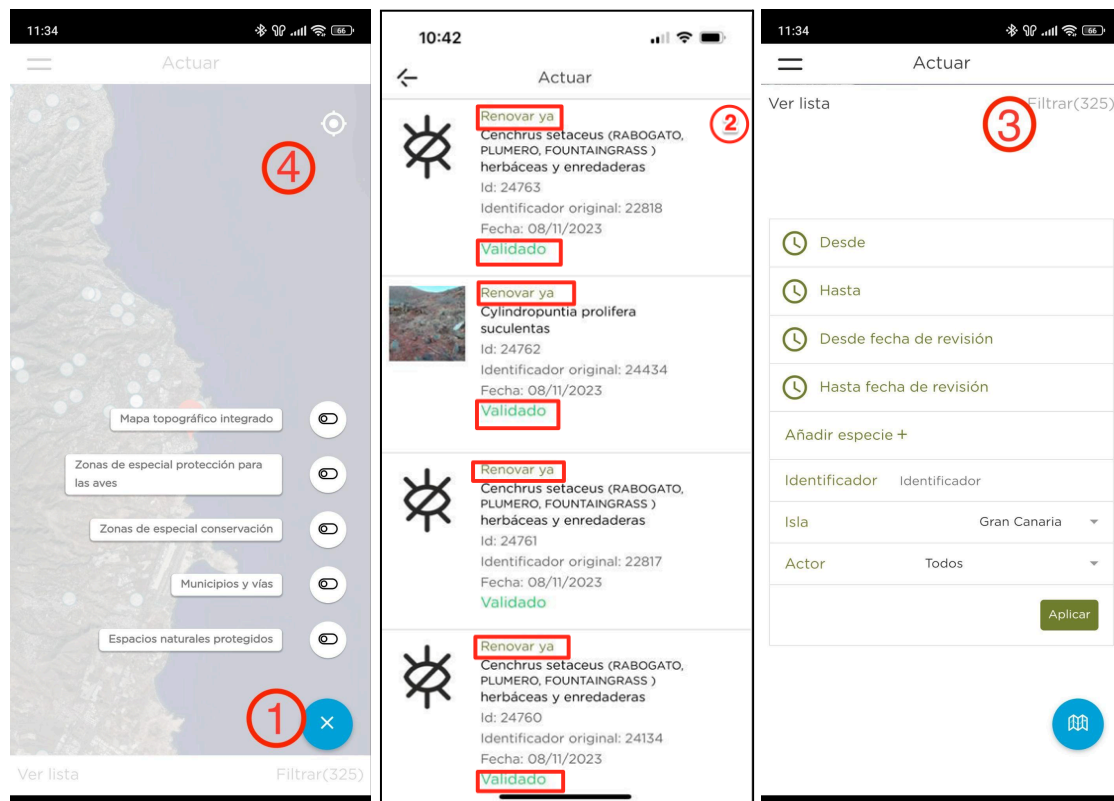 11:34
66
Actuar
4
Mapa topográfico integrado
Zonas de especial protección para
las aves
Zonas de especial conservación
Municipios y vías
Espacios naturales protegidos
1
Ver lista
Filtrar(325)
10:42
Actuar
2
Renovar ya
Cenchrus setaceus (RABOGATO,
PLUMERO, FOUNTAINGRASS )
herbáceas y enredaderas
Id: 24763
Identificador original: 22818
Fecha: 08/11/2023
Validado
Renovar ya
Cylindropuntia prolifera
suculentas
Id: 24762
Identificador original: 24434
Fecha: 08/11/2023
Validado
Renovar ya
Cenchrus setaceus (RABOGATO,
PLUMERO, FOUNTAINGRASS )
herbáceas y enredaderas
Id: 24761
Identificador original: 22817
Fecha: 08/11/2023
Validado
Renovar ya
Cenchrus setaceus (RABOGATO,
PLUMERO, FOUNTAINGRASS )
herbáceas y enredaderas
Id: 24760
Identificador original: 24134
Fecha: 08/11/2023
Validado
11:34
66
Actuar
Ver lista
Filtrar(325)
3
Desde
Hasta
Desde fecha de revisión
Hasta fecha de revisión
Añadir especie +
Identificador Identificador
Isla Gran Canaria
Actor Todos
Aplicar